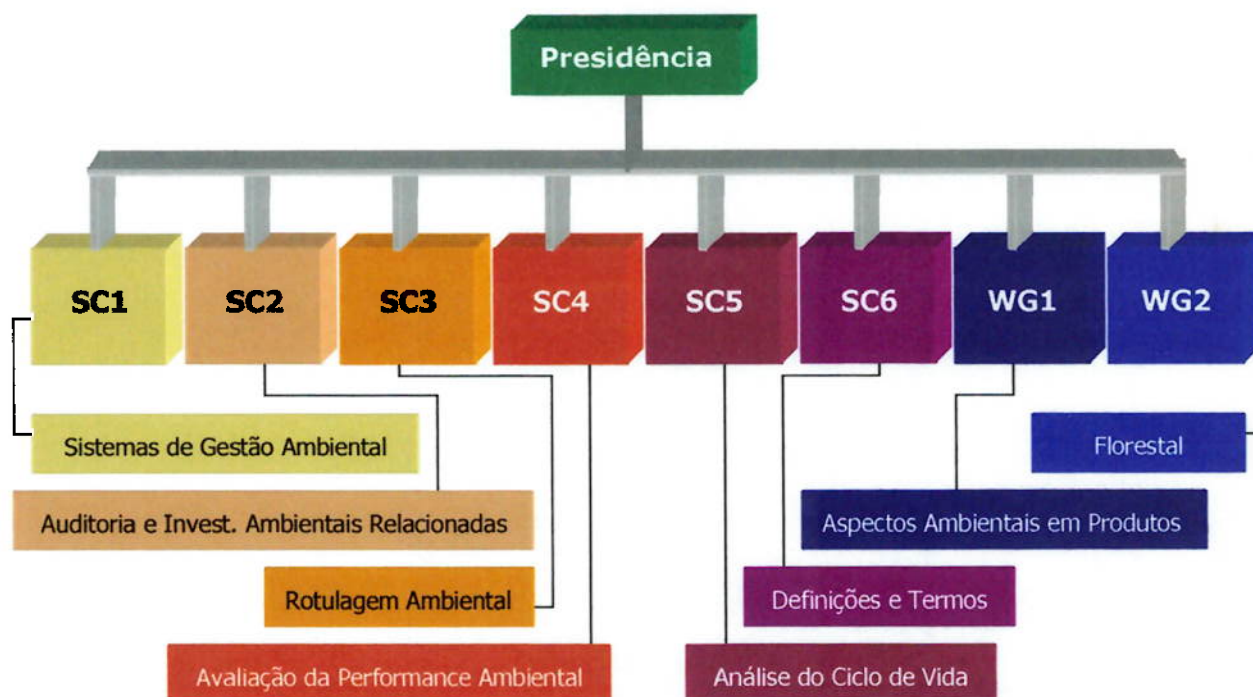 Presidência
SC1
SC2
SC3
SC4
SC5
SC6
WG1
WG2
Sistemas de Gestão Ambiental
Florestal
Auditoria e Invest. Ambientais Relacionadas
Aspectos Ambientais em Produtos
Rotulagem Ambiental
Definições e Termos
Avaliação da Performance Ambiental
Análise do Ciclo de Vida